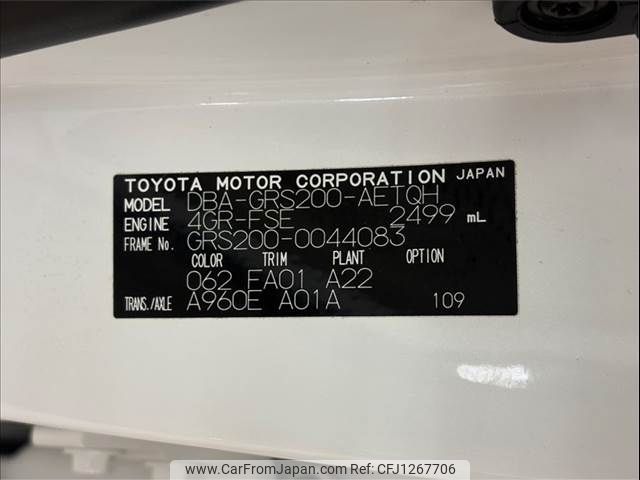 TOYOTA MOTOR CORPORATION JAPAN
MODEL DBA-GRS200-AETQH
ENGINE 4GR-FSE 2499 mL
FRAME No. GRS200-0044083
COLOR TRIM PLANT OPTION
062 FA01 A22
TRANS./AXLE A960E A01A 109
www.CarFromJapan.com | CFJ1267706